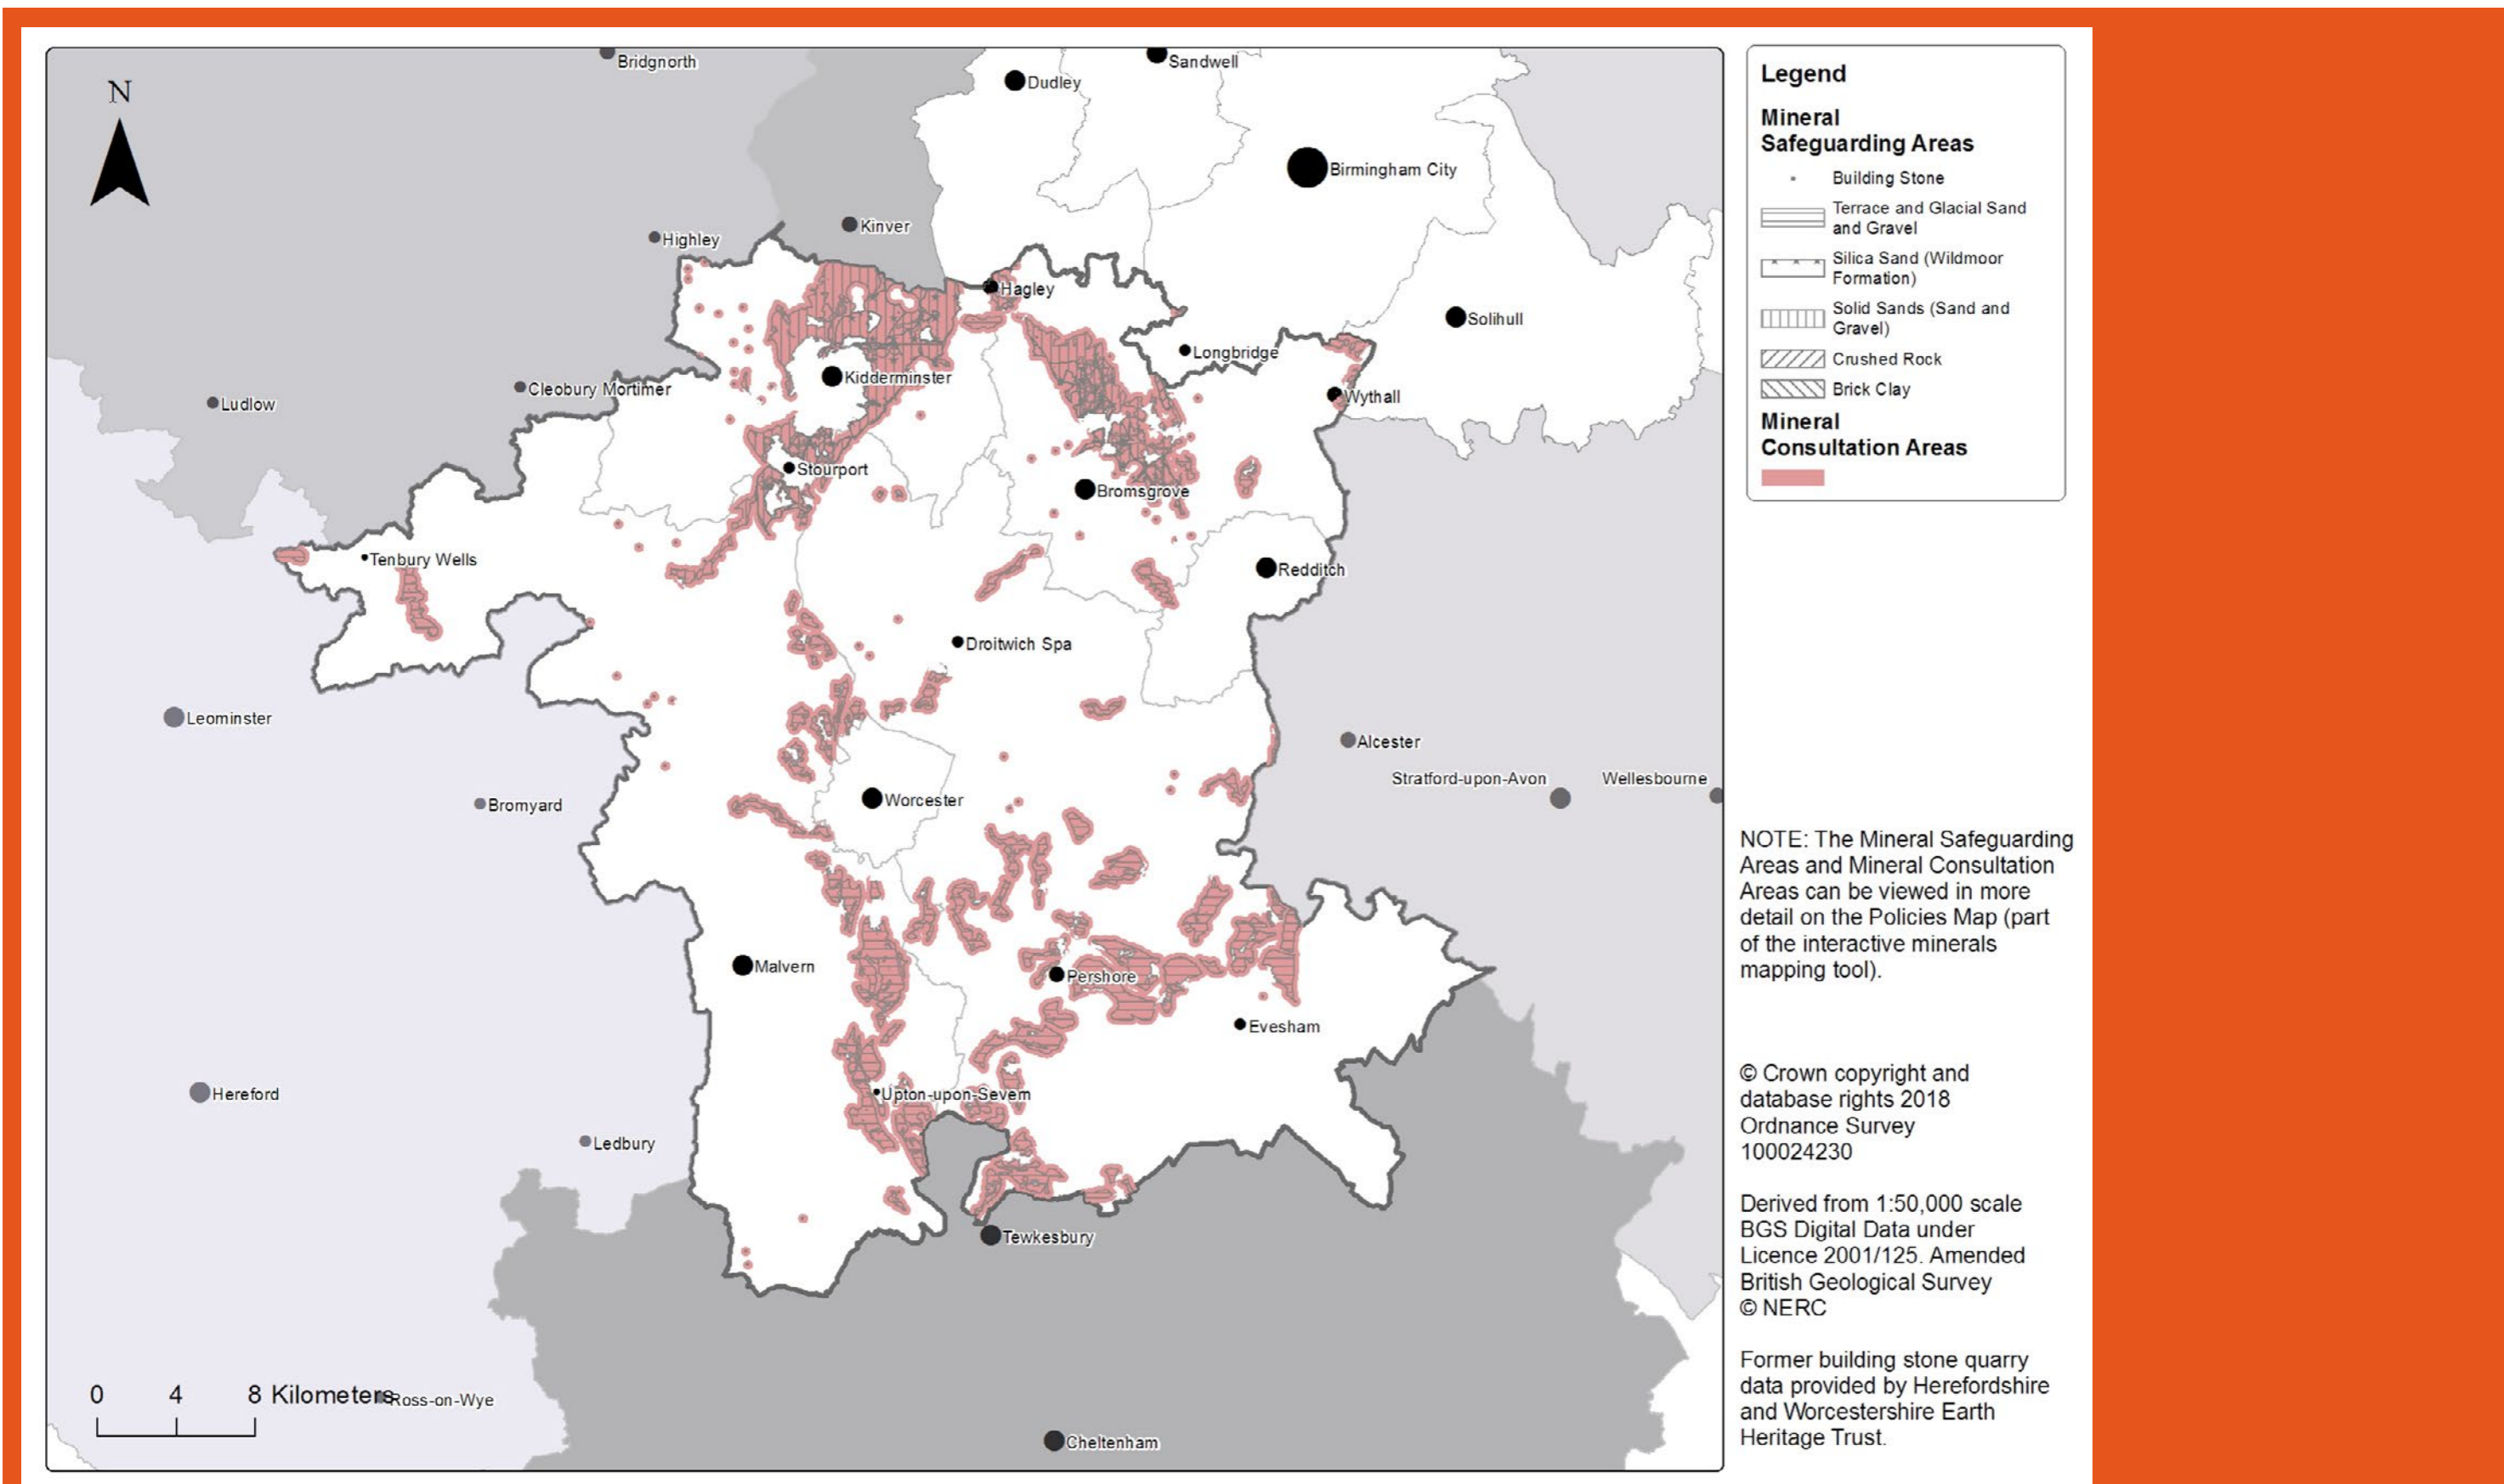 Bridgnorth
Sandwell
Dudley
N
Birmingham City
Kinver
Highley
Hagley
Solihull
Longbridge
Kidderminster
Cleobury Mortimer
Wythall
Ludlow
Stourport
Bromsgrove
Tenbury Wells
Redditch
Droitwich Spa
Leominster
Alcester
Stratford-upon-Avon
Wellesbourne
Worcester
Bromyard
Malvern
Pershore
Evesham
Hereford
Upton-upon-Severn
Ledbury
Tewkesbury
0 4 8 Kilometers
Ross-on-Wye
Cheltenham
Legend
Mineral
Safeguarding Areas
Building Stone
Terrace and Glacial Sand
and Gravel
Silica Sand (Wildmoor
Formation)
Solid Sands (Sand and
Gravel)
Crushed Rock
Brick Clay
Mineral
Consultation Areas
NOTE: The Mineral Safeguarding
Areas and Mineral Consultation
Areas can be viewed in more
detail on the Policies Map (part
of the interactive minerals
mapping tool).
© Crown copyright and
database rights 2018
Ordnance Survey
100024230
Derived from 1:50,000 scale
BGS Digital Data under
Licence 2001/125. Amended
British Geological Survey
© NERC
Former building stone quarry
data provided by Herefordshire
and Worcestershire Earth
Heritage Trust.